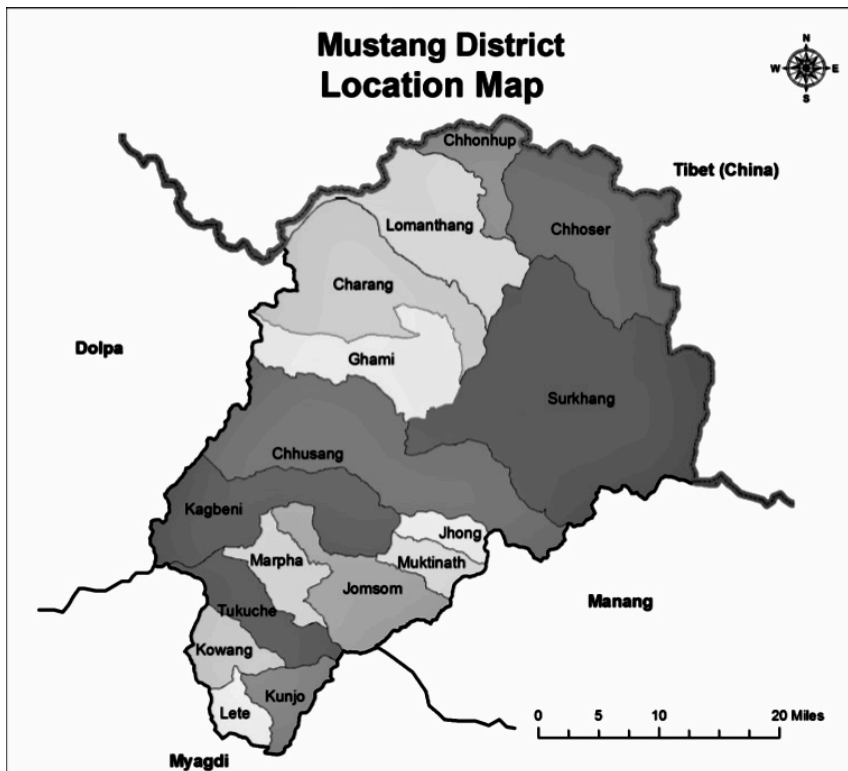 Mustang District
Location Map
N
W E
S
Chhonhup
Tibet (China)
Lomanthang
Chhoser
Charang
Dolpa
Ghami
Surkhang
Chhusang
Kagbeni
Jhong
Marpha
Muktinath
Jomsom
Manang
Tukuche
Kowang
Kunjo
Lete
0 5 10 20 Miles
Myagdi